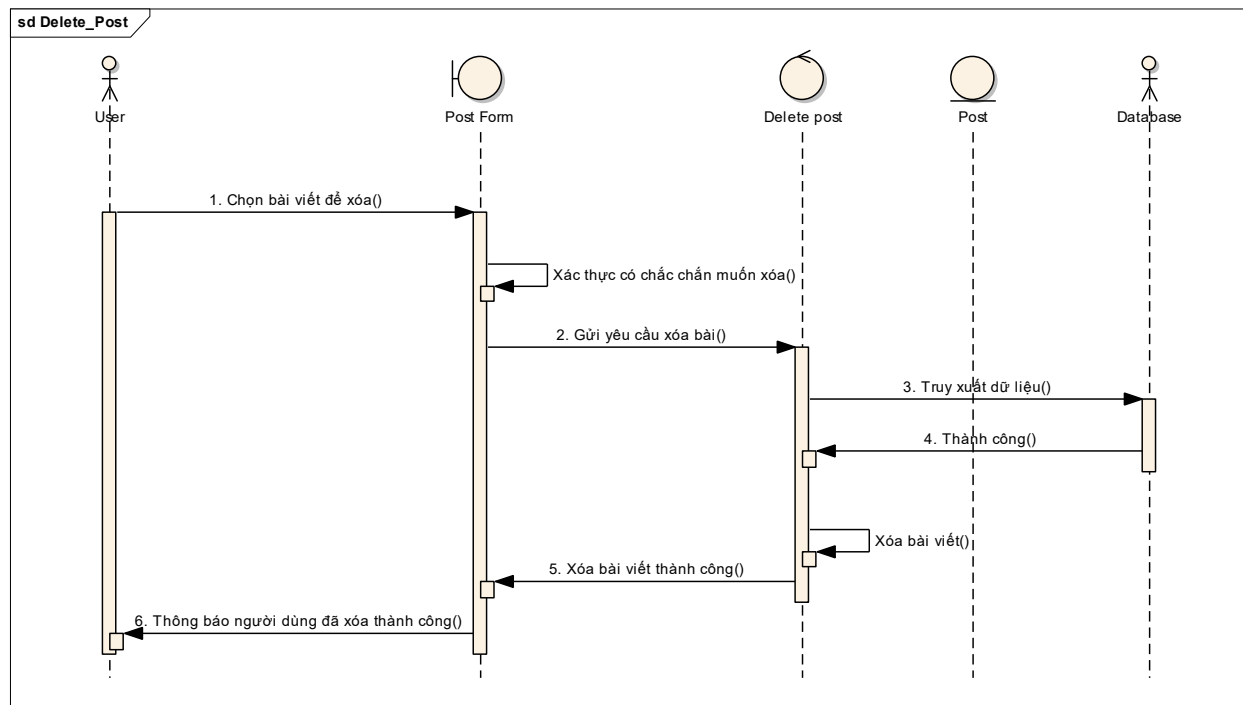 sd Delete_Post
User
Post Form
Delete post
Post
Database
1. Chọn bài viết để xóa()
Xác thực có chắc chắn muốn xóa()
2. Gửi yêu cầu xóa bài()
3. Truy xuất dữ liệu()
4. Thành công()
Xóa bài viết()
5. Xóa bài viết thành công()
6. Thông báo người dùng đã xóa thành công()